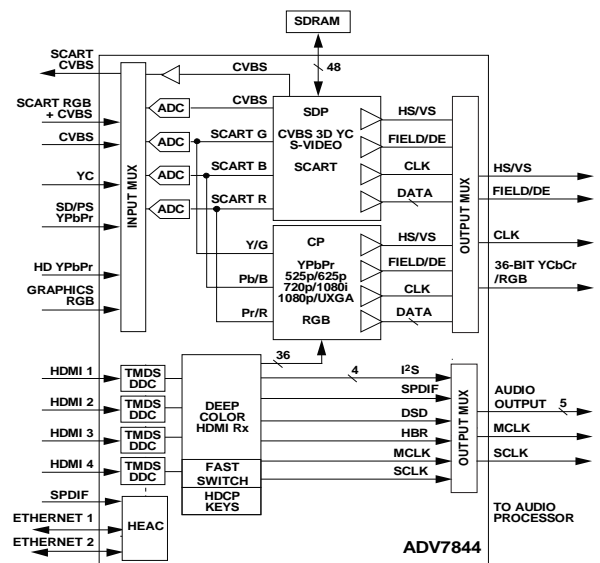 SDRAM
48
SCART
CVBS
SCART RGB
+ CVBS
CVBS
YC
SD/PS
YPbPr
HD YPbPr
GRAPHICS
RGB
INPUT MUX
ADC
ADC
ADC
ADC
CVBS
CVBS
SCART G
SCART B
SCART R
Y/G
Pb/B
Pr/R
SDP
CVBS 3D YC
S-VIDEO
SCART
HS/VS
FIELD/DE
CLK
DATA
CP
YPbPr
525p/625p
720p/1080i
1080p/UXGA
RGB
HS/VS
FIELD/DE
CLK
DATA
OUTPUT MUX
HS/VS
FIELD/DE
CLK
36-BIT YCbCr
/RGB
36
HDMI 1
HDMI 2
HDMI 3
HDMI 4
SPDIF
ETHERNET 1
ETHERNET 2
TMDS
DDC
TMDS
DDC
TMDS
DDC
TMDS
DDC
HEAC
DEEP
COLOR
HDMI Rx
FAST
SWITCH
HDCP
KEYS
4
I²S
SPDIF
DSD
HBR
MCLK
SCLK
OUTPUT MUX
AUDIO
OUTPUT
5
MCLK
SCLK
TO AUDIO
PROCESSOR
ADV7844